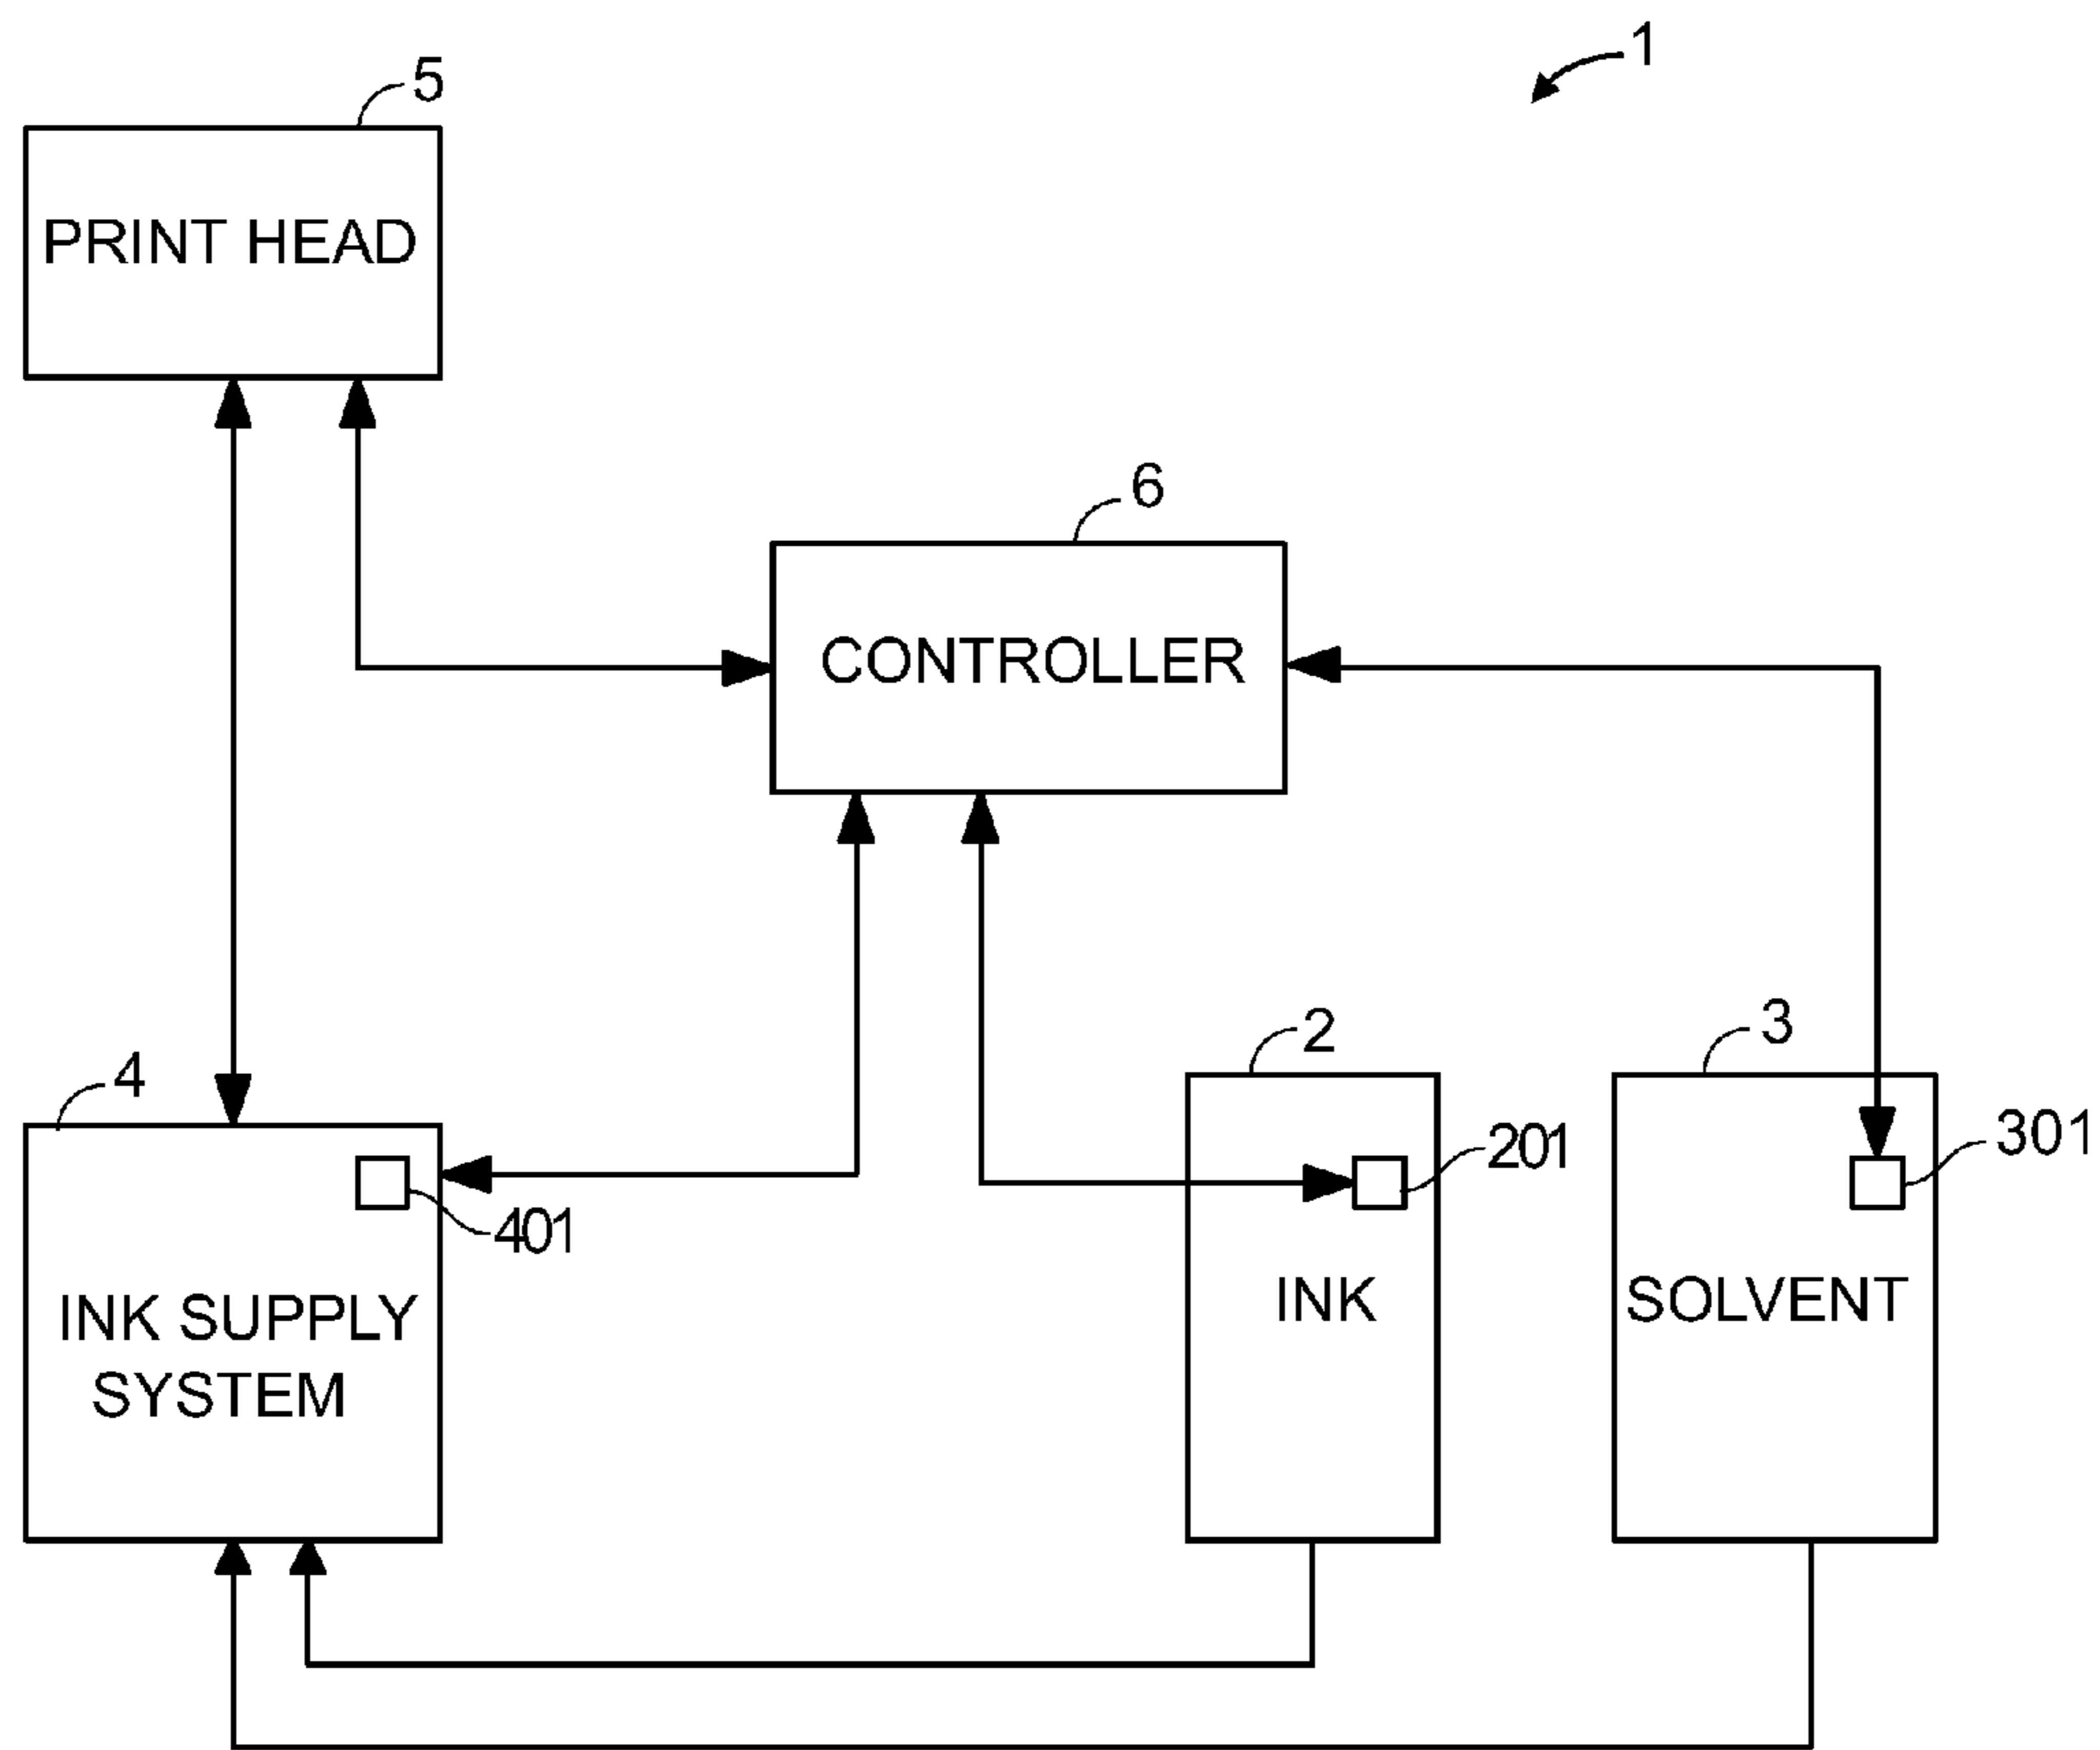 1
5
PRINT HEAD
6
CONTROLLER
2
3
4
201
301
401
INK
SOLVENT
INK SUPPLY
SYSTEM